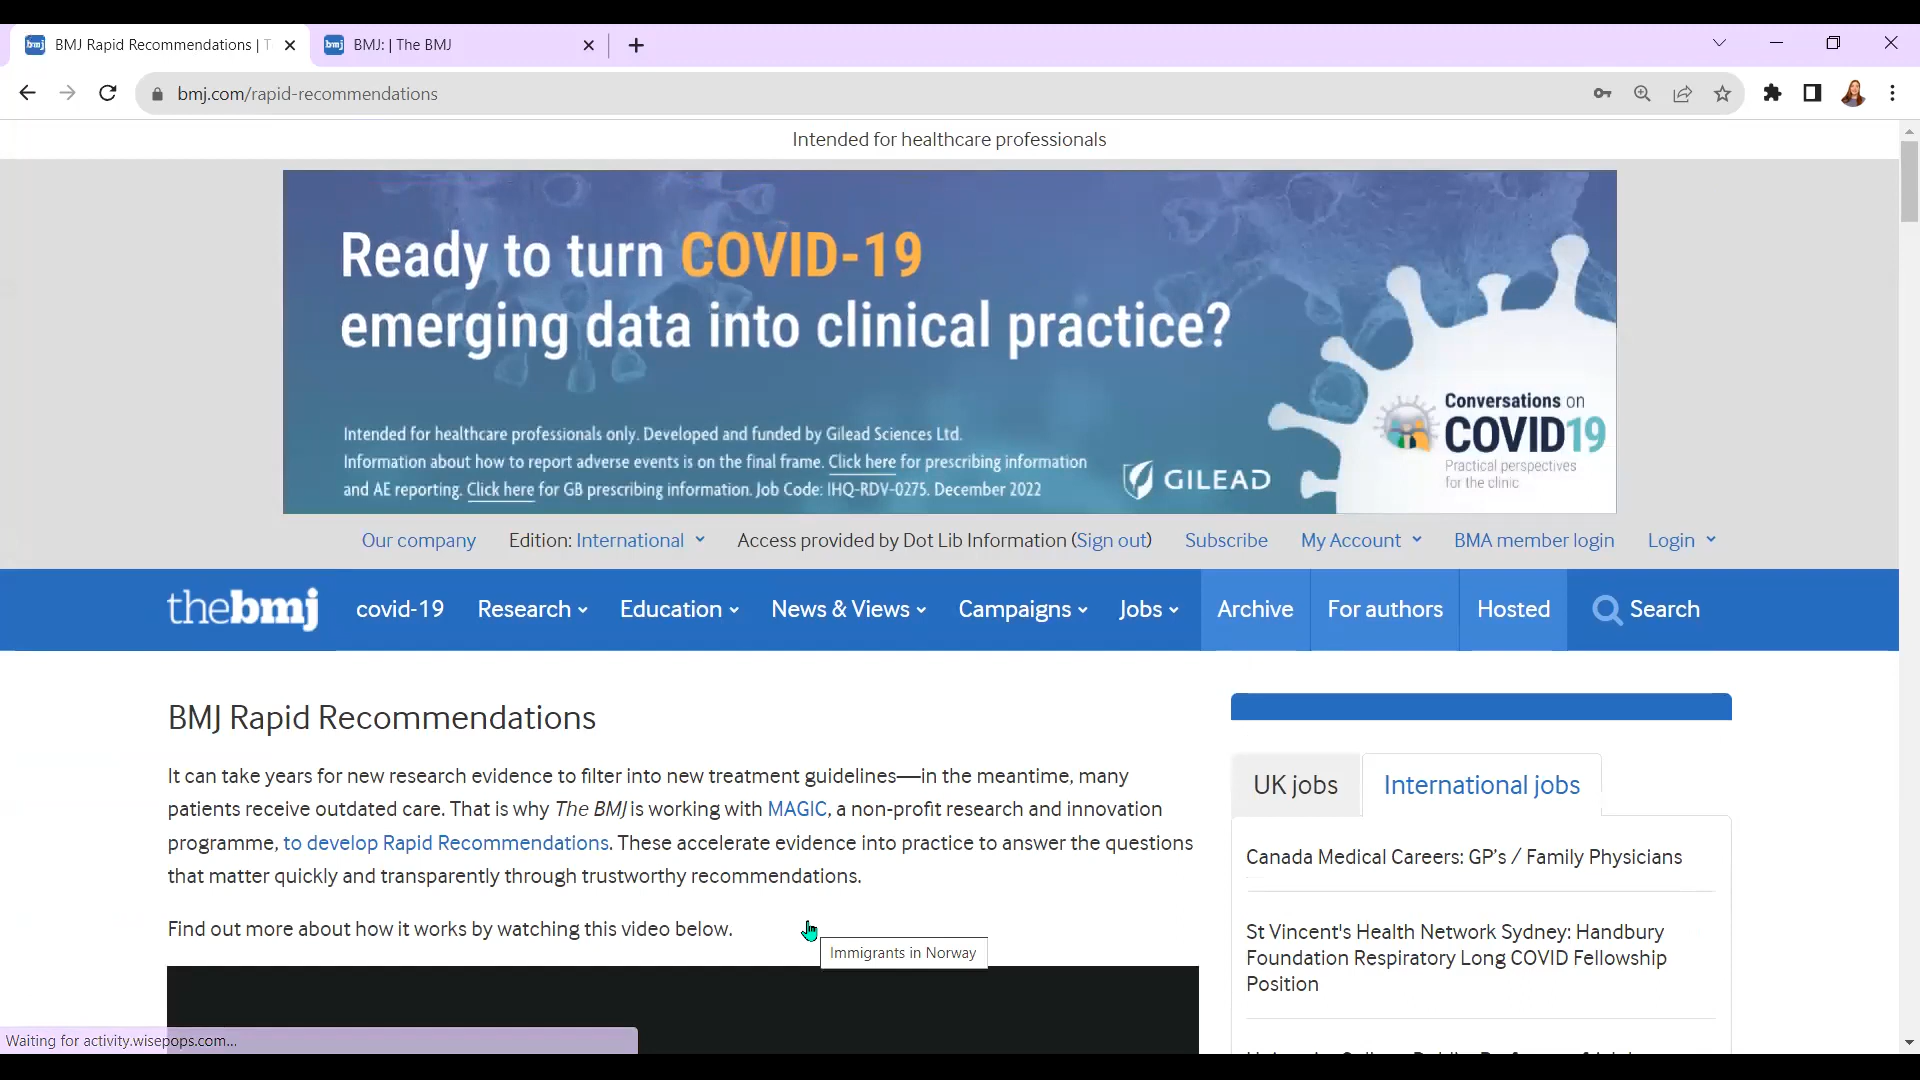 bmj BMJ Rapid Recommendations | T
bmj BMJ: | The BMJ
bmj.com/rapid-recommendations
Intended for healthcare professionals
Ready to turn COVID-19
emerging data into clinical practice?
Intended for healthcare professionals only. Developed and funded by Gilead Sciences Ltd.
Information about how to report adverse events is on the final frame. Click here for prescribing information
and AE reporting. Click here for GB prescribing information. Job Code: IHQ-RDV-0275. December 2022
GILEAD
Conversations on
COVID19
Practical perspectives
for the clinic
Our company Edition: International Access provided by Dot Lib Information (Sign out) Subscribe My Account BMA member login Login
thebmj covid-19 Research Education News & Views Campaigns Jobs Archive For authors Hosted Search
BMJ Rapid Recommendations
It can take years for new research evidence to filter into new treatment guidelines—in the meantime, many
patients receive outdated care. That is why The BMJ is working with MAGIC, a non-profit research and innovation
programme, to develop Rapid Recommendations. These accelerate evidence into practice to answer the questions
that matter quickly and transparently through trustworthy recommendations.
Find out more about how it works by watching this video below.
Immigrants in Norway
UK jobs International jobs
Canada Medical Careers: GP's / Family Physicians
St Vincent's Health Network Sydney: Handbury
Foundation Respiratory Long COVID Fellowship
Position
Waiting for activity.wisepops.com...